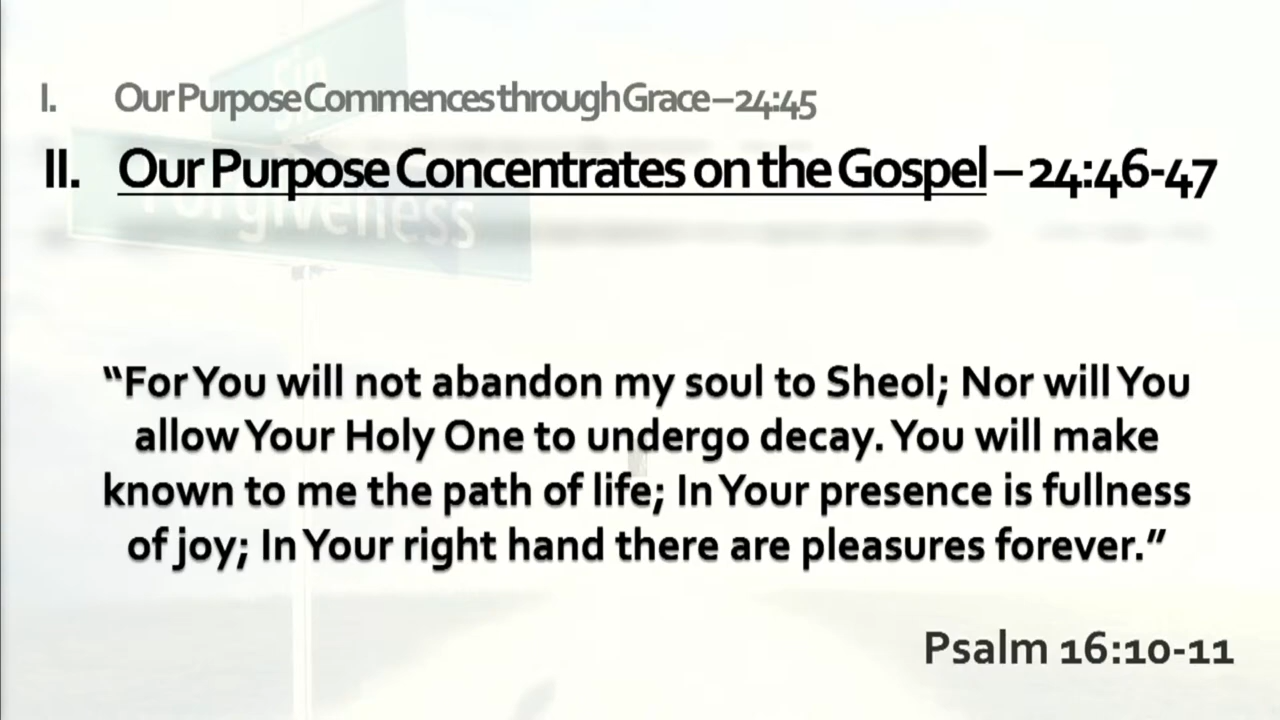 Sin
I. Our Purpose Commences through Grace – 24:45
II. Our Purpose Concentrates on the Gospel – 24:46-47
Forgiveness
“For You will not abandon my soul to Sheol; Nor will You
allow Your Holy One to undergo decay. You will make
known to me the path of life; In Your presence is fullness
of joy; In Your right hand there are pleasures forever.”
Psalm 16:10-11